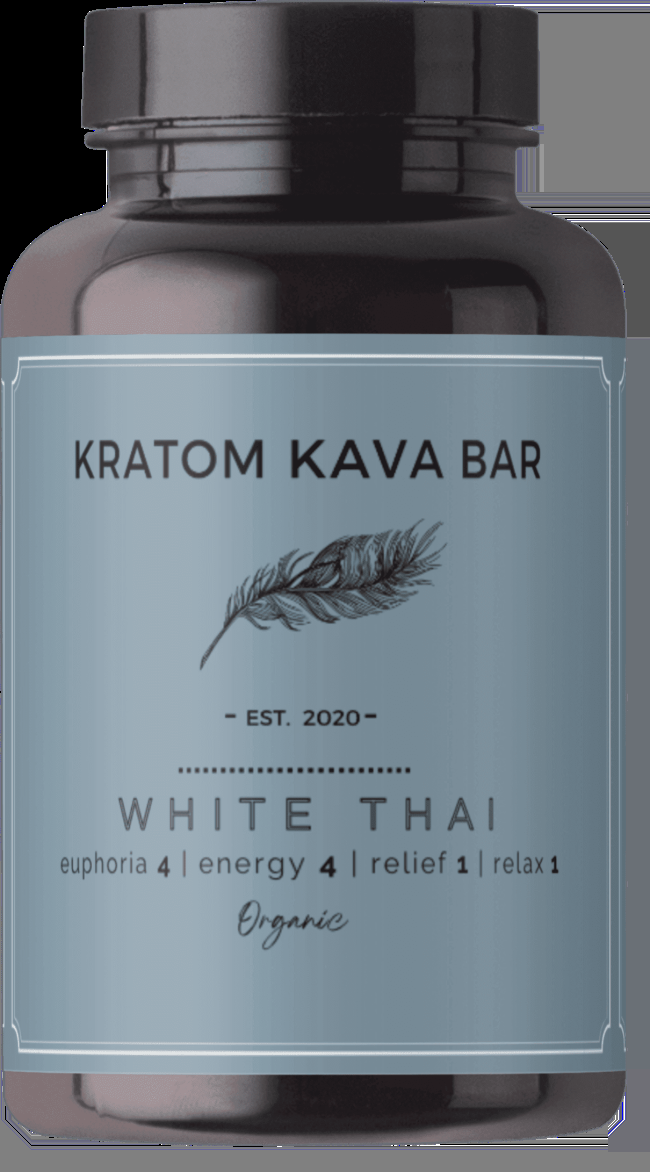 KRATOM KAVA BAR
- EST. 2020 -
WHITE THAI
euphoria 4 | energy 4 | relief 1 | relax 1
Organic